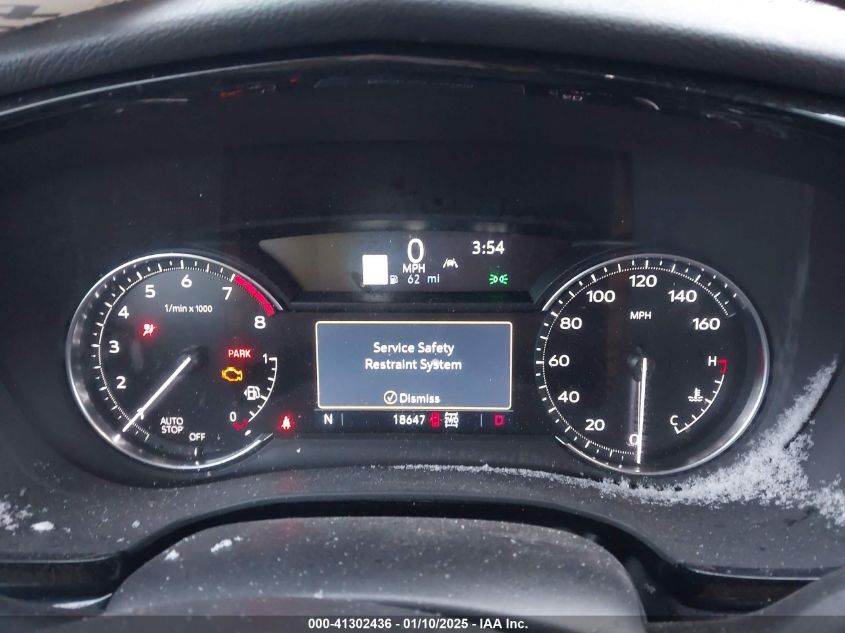 0
MPH
3:54
62 mi
1/min x 1000
2
3
4
5
6
7
8
PARK
1
0
AUTO
STOP
OFF
Service Safety
Restraint System
Dismiss
N
18647
D
MPH
0
20
40
60
80
100
120
140
160
H
C
000-41302436 - 01/10/2025 - IAA Inc.